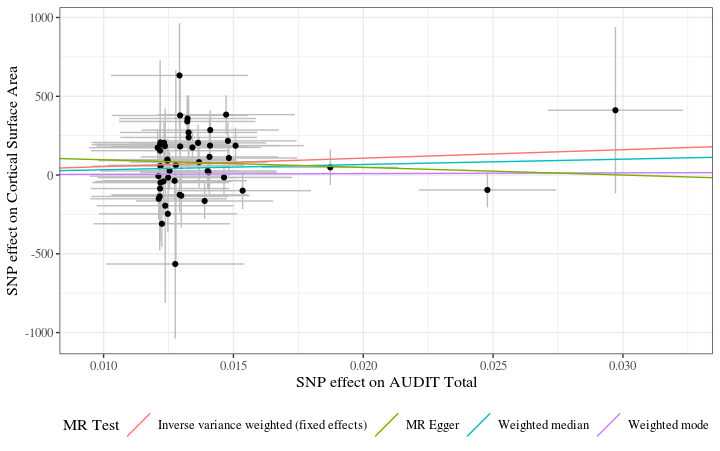 1000
500
0
-500
-1000
SNP effect on Cortical Surface Area
0.010 0.015 0.020 0.025 0.030
SNP effect on AUDIT Total
MR Test Inverse variance weighted (fixed effects) MR Egger Weighted median Weighted mode